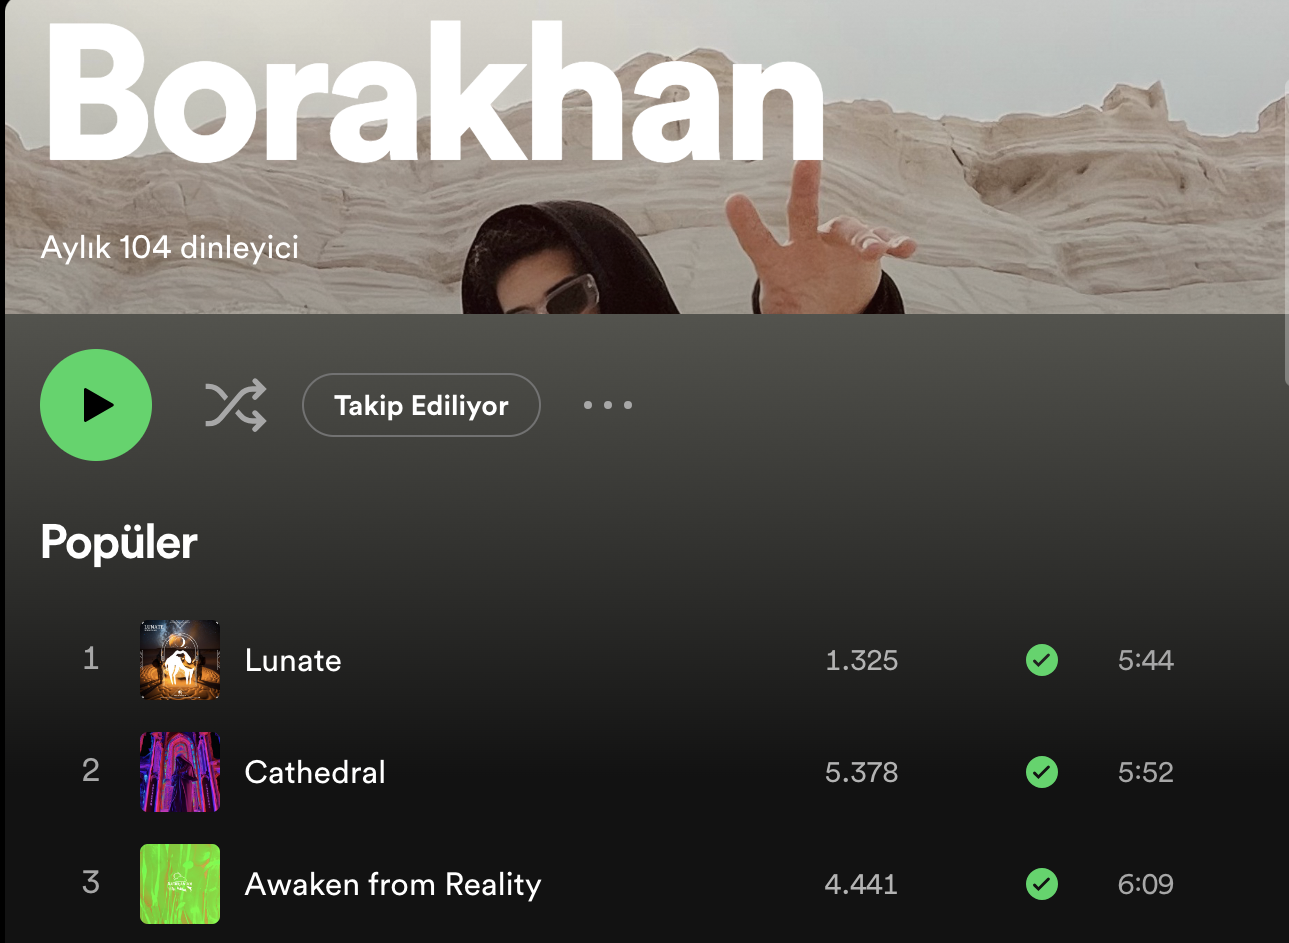 Borakhan
Aylık 104 dinleyici
Takip Ediliyor
Popüler
1 Lunate 1.325 5:44
2 Cathedral 5.378 5:52
3 Awaken from Reality 4.441 6:09